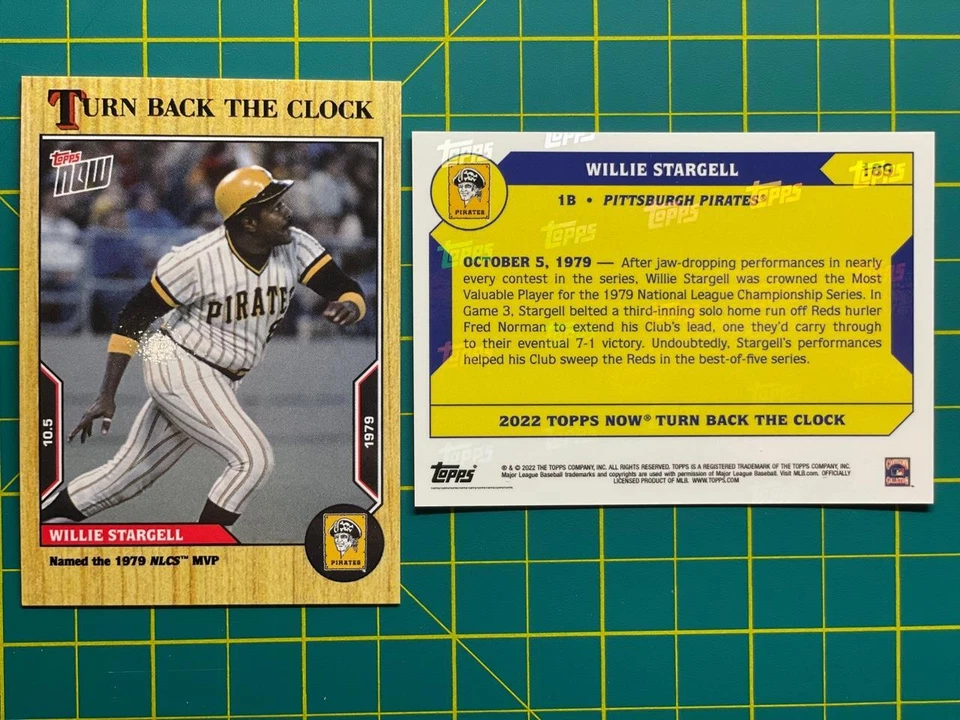 TURN BACK THE CLOCK
Topps
NOW
PIRATE
10.5
1979
WILLIE STARGELL
PIRATES
Named the 1979 NLCS™ MVP
WILLIE STARGELL
189
PIRATES
1B • PITTSBURGH PIRATES®
OCTOBER 5, 1979 — After jaw-dropping performances in nearly
every contest in the series, Willie Stargell was crowned the Most
Valuable Player for the 1979 National League Championship Series. In
Game 3, Stargell belted a third-inning solo home run off Reds hurler
Fred Norman to extend his Club's lead, one they'd carry through
to their eventual 7-1 victory. Undoubtedly, Stargell's performances
helped his Club sweep the Reds in the best-of-five series.
2022 TOPPS NOW® TURN BACK THE CLOCK
Topps
® & © 2022 THE TOPPS COMPANY, INC. ALL RIGHTS RESERVED. TOPPS IS A REGISTERED TRADEMARK OF THE TOPPS COMPANY, INC.
Major League Baseball trademarks and copyrights are used with permission of Major League Baseball. Visit MLB.com. OFFICIALLY
LICENSED PRODUCT OF MLB. WWW.TOPPS.COM